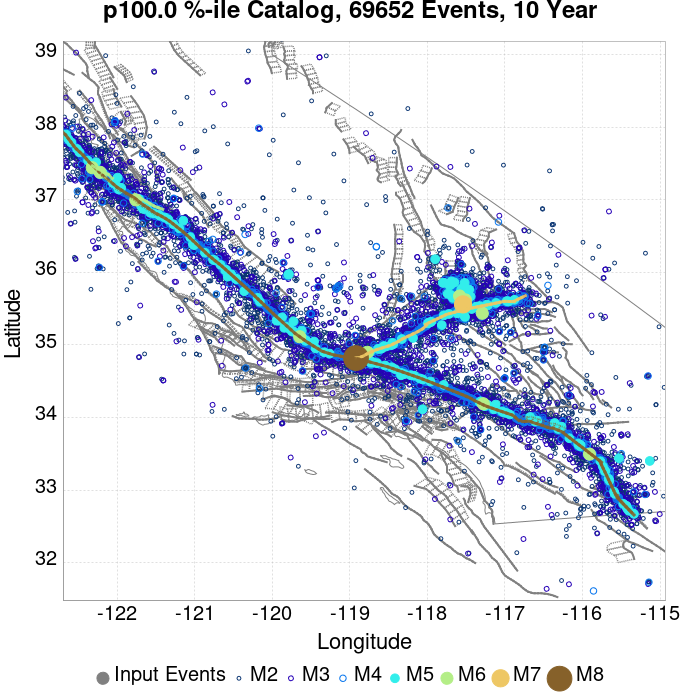 p100.0 %-ile Catalog, 69652 Events, 10 Year
39
38
37
36
35
34
33
32
Latitude
-122 -121 -120 -119 -118 -117 -116 -115
Longitude
Input Events M2 M3 M4 M5 M6 M7 M8